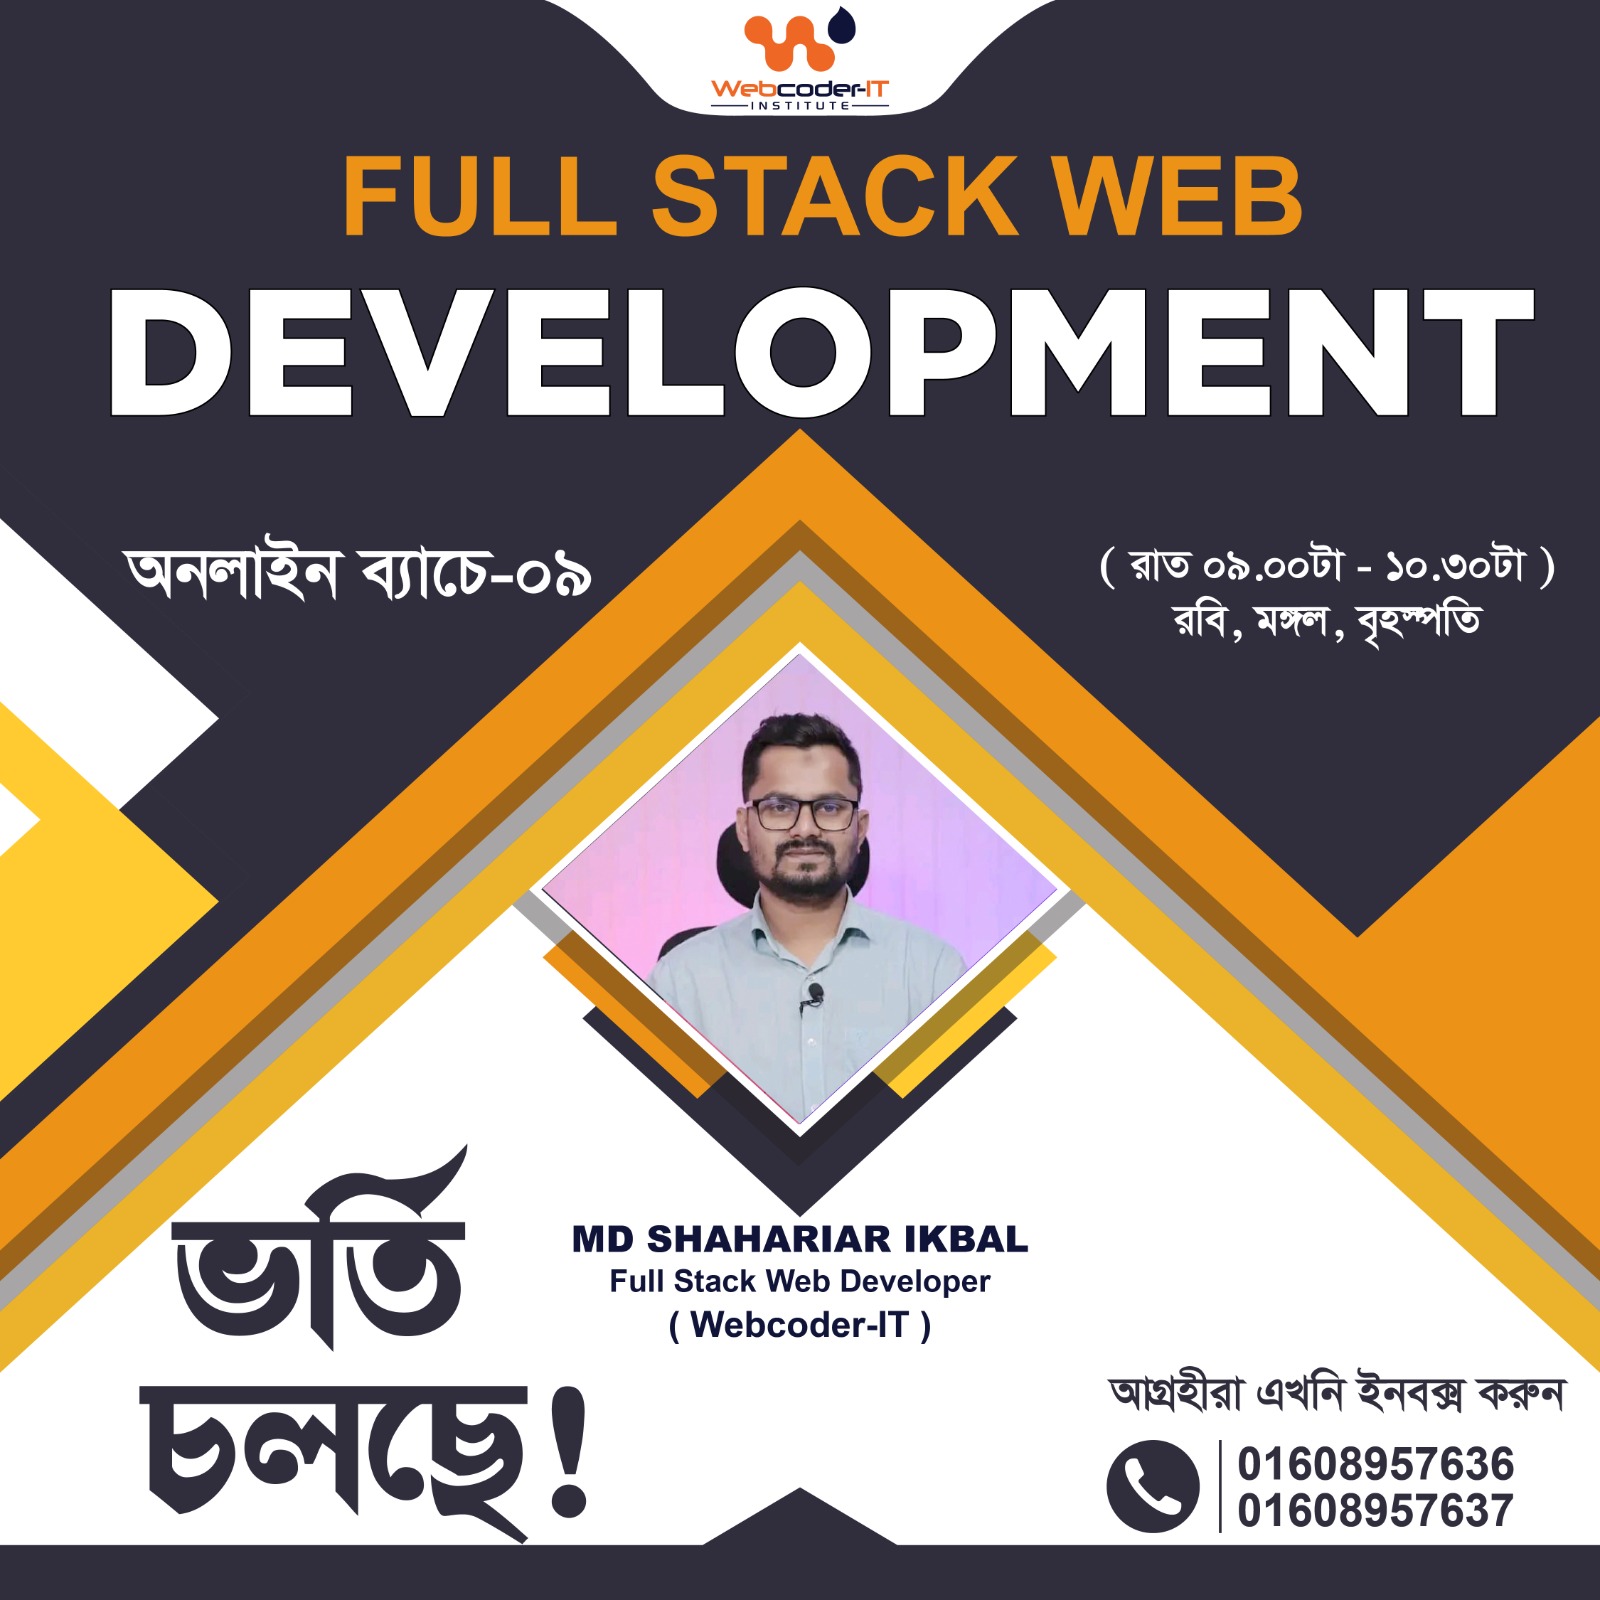 Webcoder-IT
INSTITUTE
FULL STACK WEB
DEVELOPMENT
অনলাইন ব্যাচে-০৯
( রাত ০৯.০০টা - ১০.৩০টা )
রবি, মঙ্গল, বৃহস্পতি
MD SHAHARIAR IKBAL
Full Stack Web Developer
( Webcoder-IT )
ভর্তি
চলছে!
আগ্রহীরা এখনি ইনবক্স করুন
01608957636
01608957637